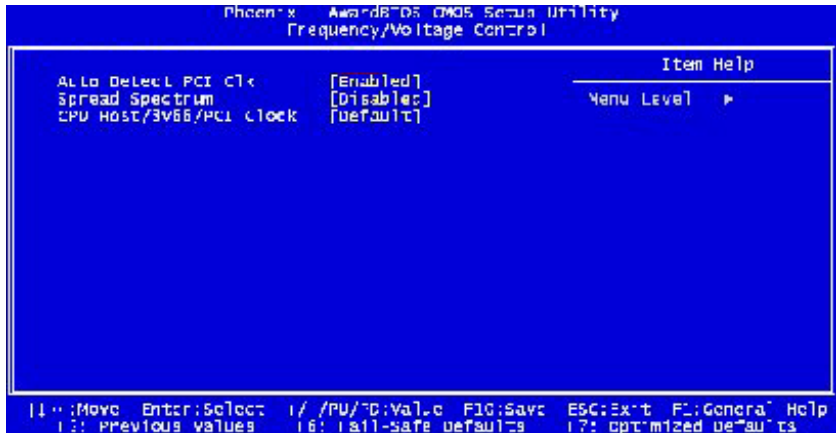 Phoenix - AwardBIOS CMOS Setup Utility
Frequency/Voltage Control
Item Help
Auto Detect PCI Clk [Enabled]
Spread Spectrum [Disabled]
CPU Host/3V66/PCI Clock [Default]
Menu Level ▶
↑↓→←:Move Enter:Select +/-/PU/PD:Value F10:Save ESC:Exit F1:General Help
F5: Previous Values F6: Fail-Safe Defaults F7: Optimized Defaults